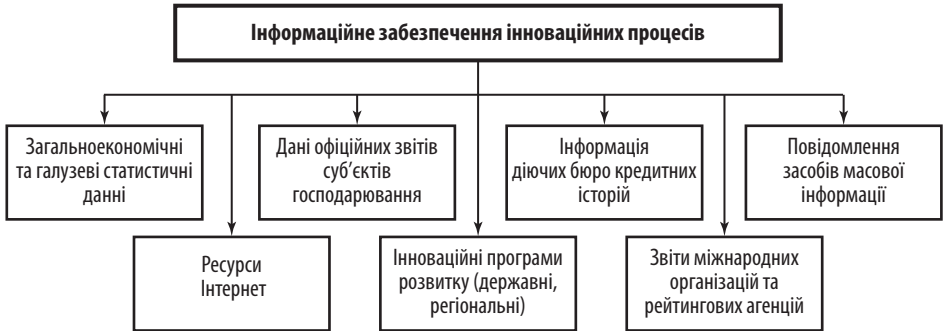 Інформаційне забезпечення інноваційних процесів
Загальноекономічні
та галузеві статистичні
данні
Дані офіційних звітів
суб’єктів
господарювання
Інформація
діючих бюро кредитних
історій
Повідомлення
засобів масової
інформації
Ресурси
Інтернет
Інноваційні програми
розвитку (державні,
регіональні)
Звіти міжнародних
організацій та
рейтингових агенцій